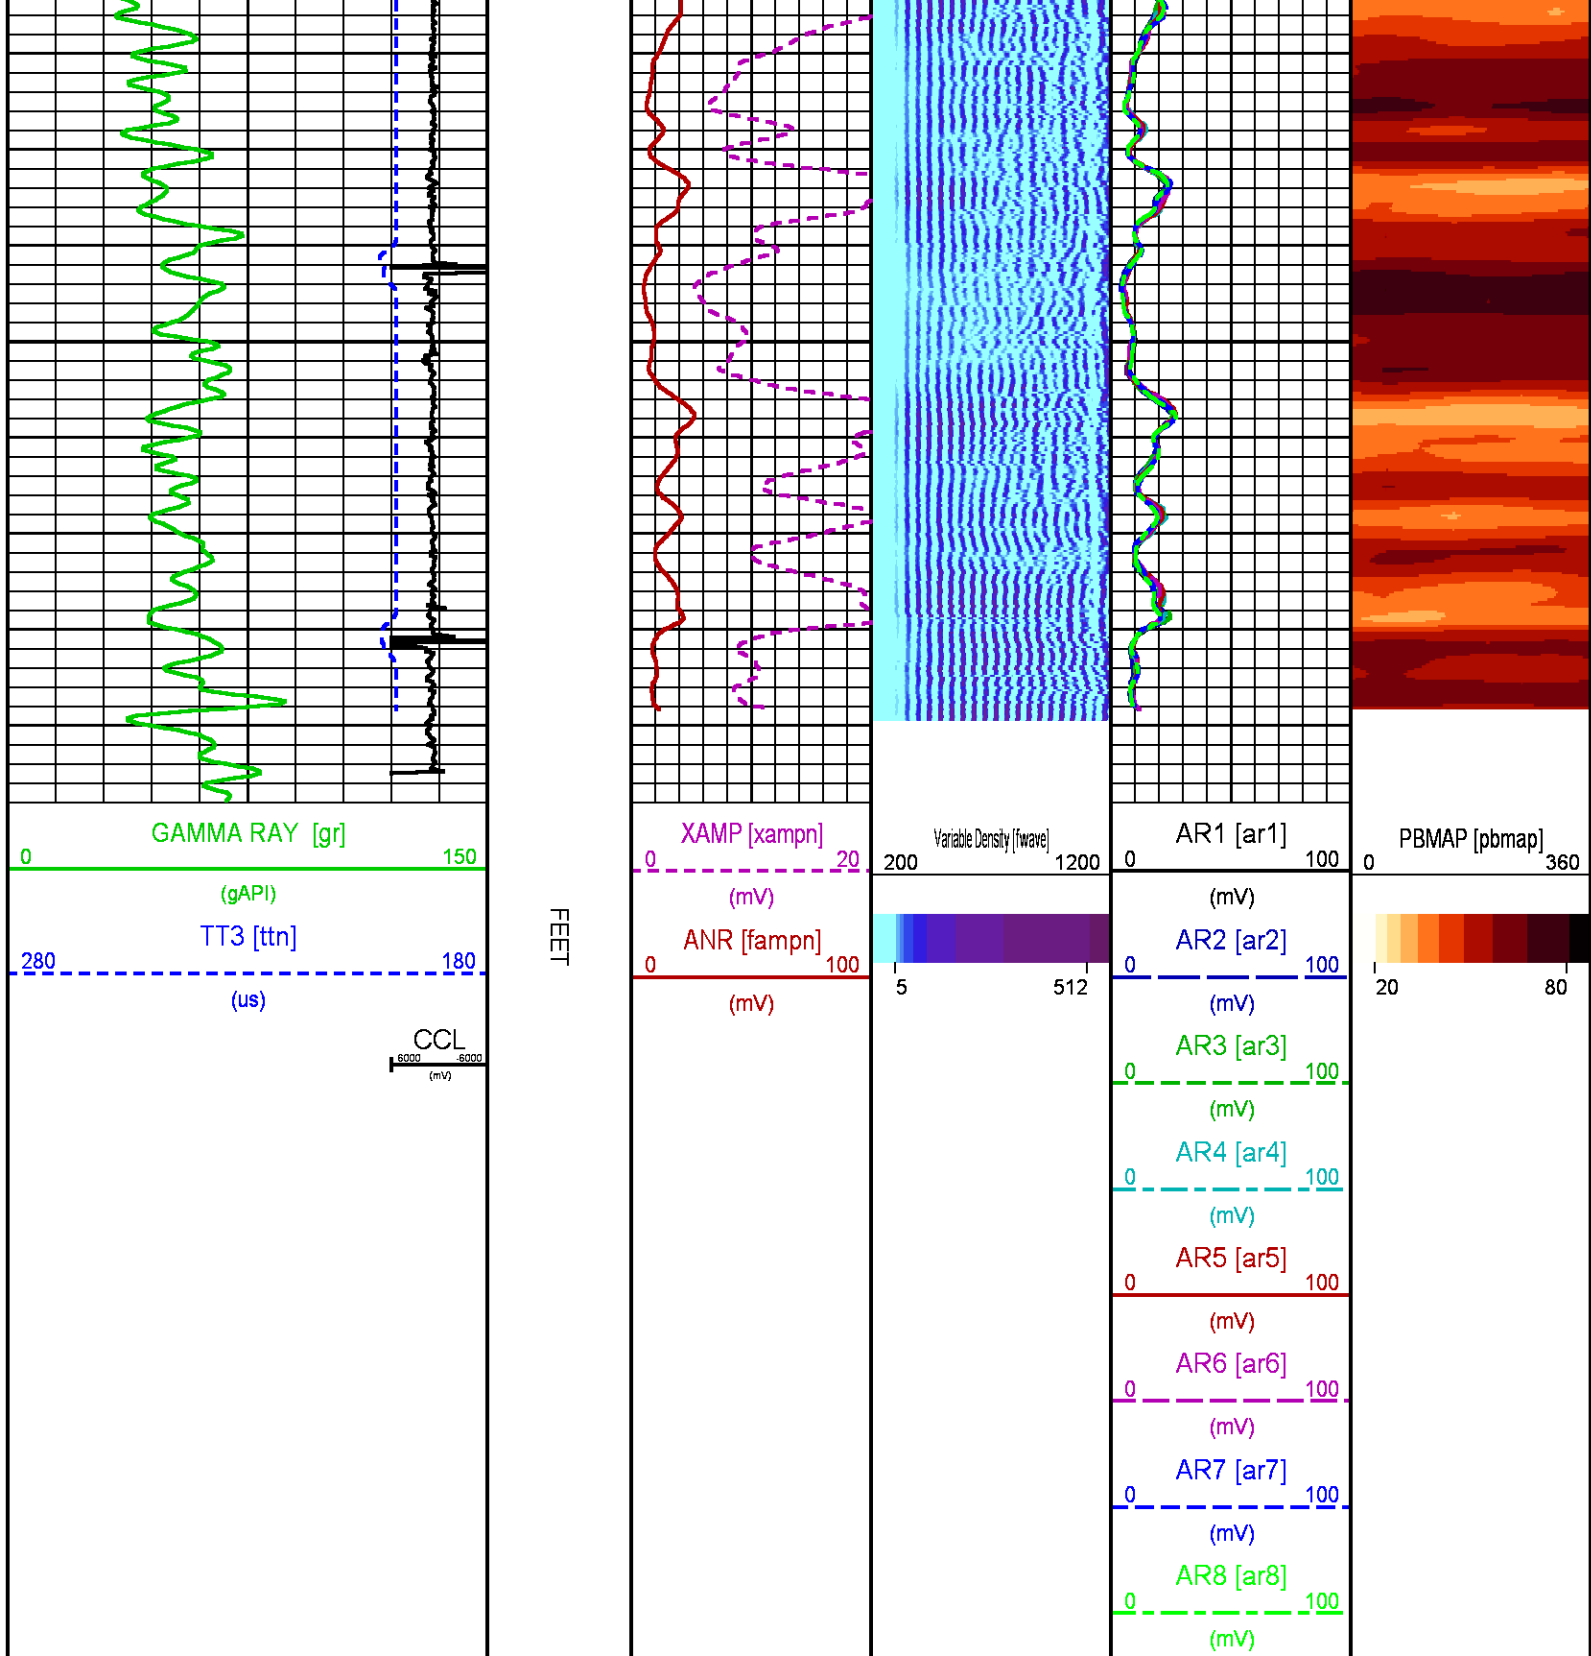 GAMMA RAY [gr]
0 150
(gAPI)
TT3 [ttn]
280 180
(us)
CCL
6000 -6000
(mV)
FEET
XAMP [xampn]
0 20
(mV)
ANR [fampn]
0 100
(mV)
Variable Density [fwave]
200 1200
5 512
AR1 [ar1]
0 100
(mV)
AR2 [ar2]
0 100
(mV)
AR3 [ar3]
0 100
(mV)
AR4 [ar4]
0 100
(mV)
AR5 [ar5]
0 100
(mV)
AR6 [ar6]
0 100
(mV)
AR7 [ar7]
0 100
(mV)
AR8 [ar8]
0 100
(mV)
PBMAP [pbmap]
0 360
20 80